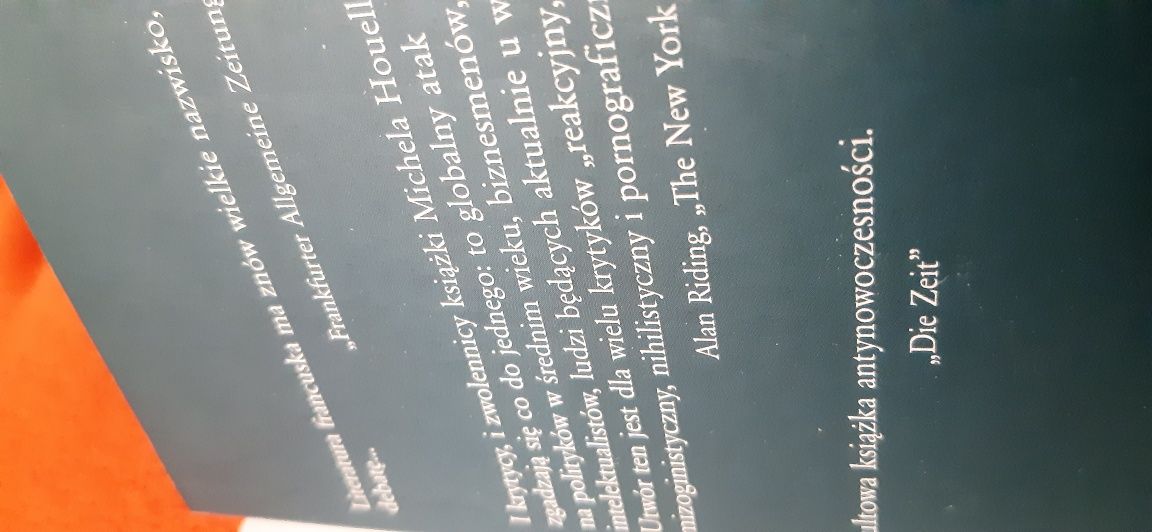 Literatura francuska ma znów wielkie nazwisko,
debatę...
„Frankfurter Allgemeine Zeitung
I krytycy, i zwolennicy książki Michela Houell
zgadzają się co do jednego: to globalny atak
na polityków w średnim wieku, biznesmenów,
intelektualistów, ludzi będących aktualnie u w
Utwór ten jest dla wielu krytyków „reakcyjny,
mizoginistyczny, nihilistyczny i pornograficz
Alan Riding, „The New York
ltowa książka antynowoczesności.
„Die Zeit”